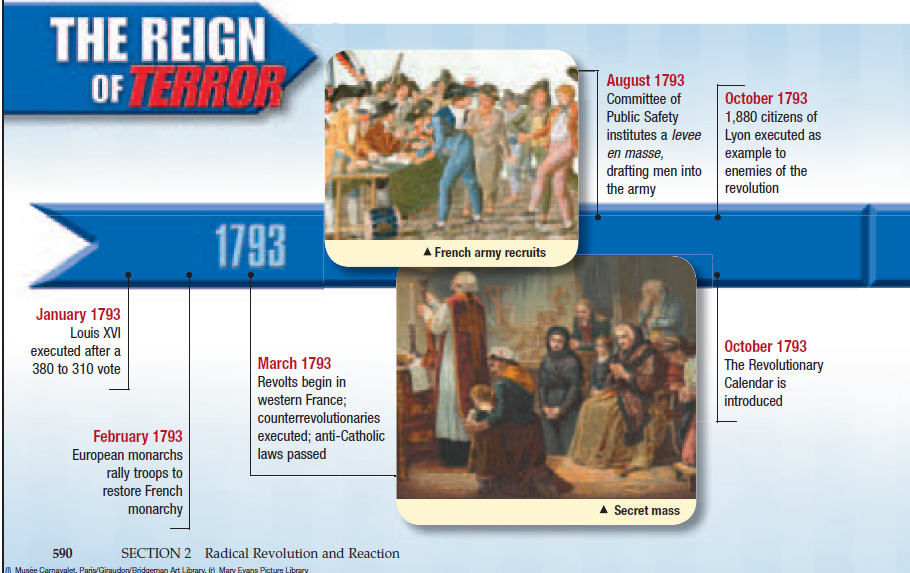 THE REIGN
OF TERROR
August 1793
Committee of
Public Safety
institutes a levee
en masse,
drafting men into
the army
October 1793
1,880 citizens of
Lyon executed as
example to
enemies of the
revolution
1793
▲ French army recruits
January 1793
Louis XVI
executed after a
380 to 310 vote
February 1793
European monarchs
rally troops to
restore French
monarchy
March 1793
Revolts begin in
western France;
counterrevolutionaries
executed; anti-Catholic
laws passed
October 1793
The Revolutionary
Calendar is
introduced
▲ Secret mass
590 SECTION 2 Radical Revolution and Reaction
(l) Musée Carnavalet, Paris/Giraudon/Bridgeman Art Library, (r) Mary Evans Picture Library